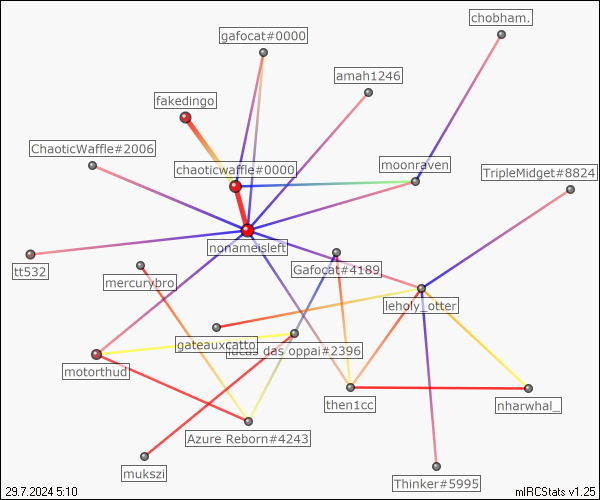 chobham.
gafocat#0000
amah1246
fakedingo
ChaoticWaffle#2006
chaoticwaffle#0000
moonraven
TripleMidget#8824
nonameisleft
tt532
mercurybro
Gafocat#4189
leholy_otter
gateauxcatto
lucas das oppai#2396
motorthud
then1cc
nharwhal_
Azure Reborn#4243
mukszi
Thinker#5995
29.7.2024 5:10
mIRCStats v1.25